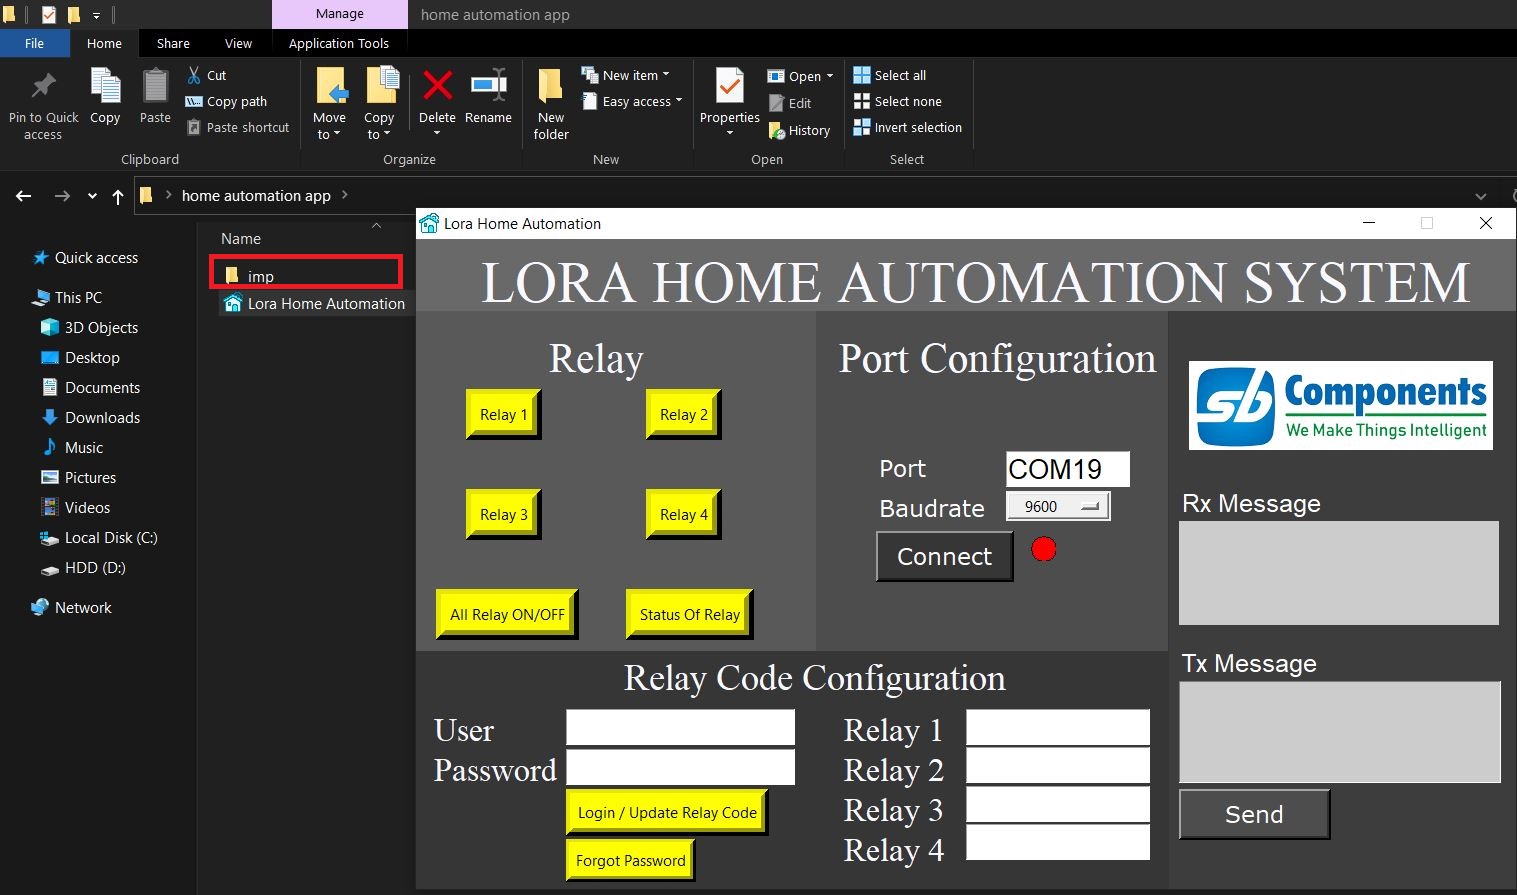 Manage
home automation app
File
Home
Share
View
Application Tools
Pin to Quick access
Copy
Paste
Cut
Copy path
Paste shortcut
Clipboard
Move to
Copy to
Delete
Rename
Organize
New folder
New item
Easy access
New
Properties
Open
Edit
History
Open
Select all
Select none
Invert selection
Select
home automation app
Name
Quick access
This PC
3D Objects
Desktop
Documents
Downloads
Music
Pictures
Videos
Local Disk (C:)
HDD (D:)
Network
imp
Lora Home Automation
Lora Home Automation
LORA HOME AUTOMATION SYSTEM
Relay
Relay 1
Relay 2
Relay 3
Relay 4
All Relay ON/OFF
Status Of Relay
Port Configuration
Port
COM19
Baudrate
9600
Connect
sb Components
We Make Things Intelligent
Rx Message
Tx Message
Send
Relay Code Configuration
User
Password
Login / Update Relay Code
Forgot Password
Relay 1
Relay 2
Relay 3
Relay 4